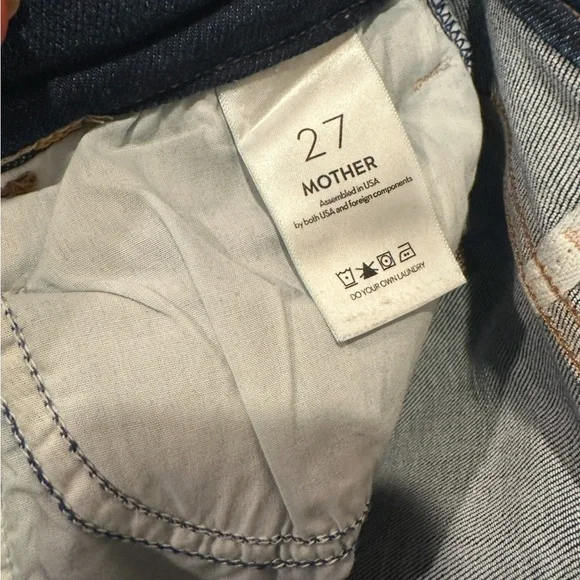 27
MOTHER
Assembled in USA
by both USA and foreign components
DO YOUR OWN LAUNDRY